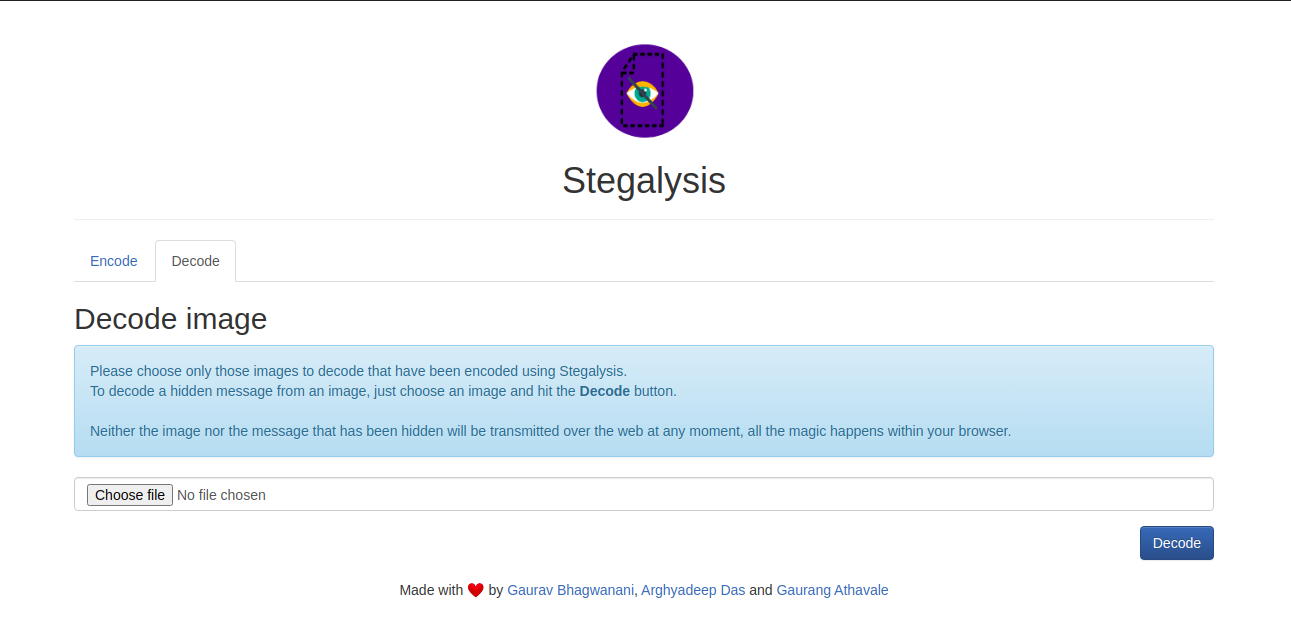 Stegalysis
Encode Decode
Decode image
Please choose only those images to decode that have been encoded using Stegalysis.
To decode a hidden message from an image, just choose an image and hit the Decode button.
Neither the image nor the message that has been hidden will be transmitted over the web at any moment, all the magic happens within your browser.
Choose file No file chosen
Decode
Made with ❤ by Gaurav Bhagwanani, Arghyadeep Das and Gaurang Athavale